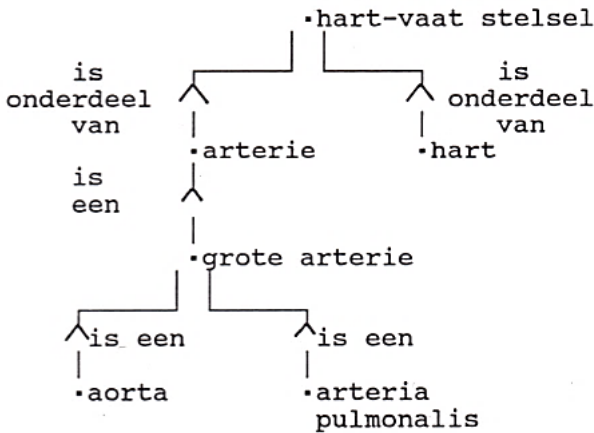 ·hart-vaat stelsel
is
onderdeel
van
is
onderdeel
van
·arterie
·hart
is
een
·grote arterie
is een
is een
·aorta
·arteria
pulmonalis